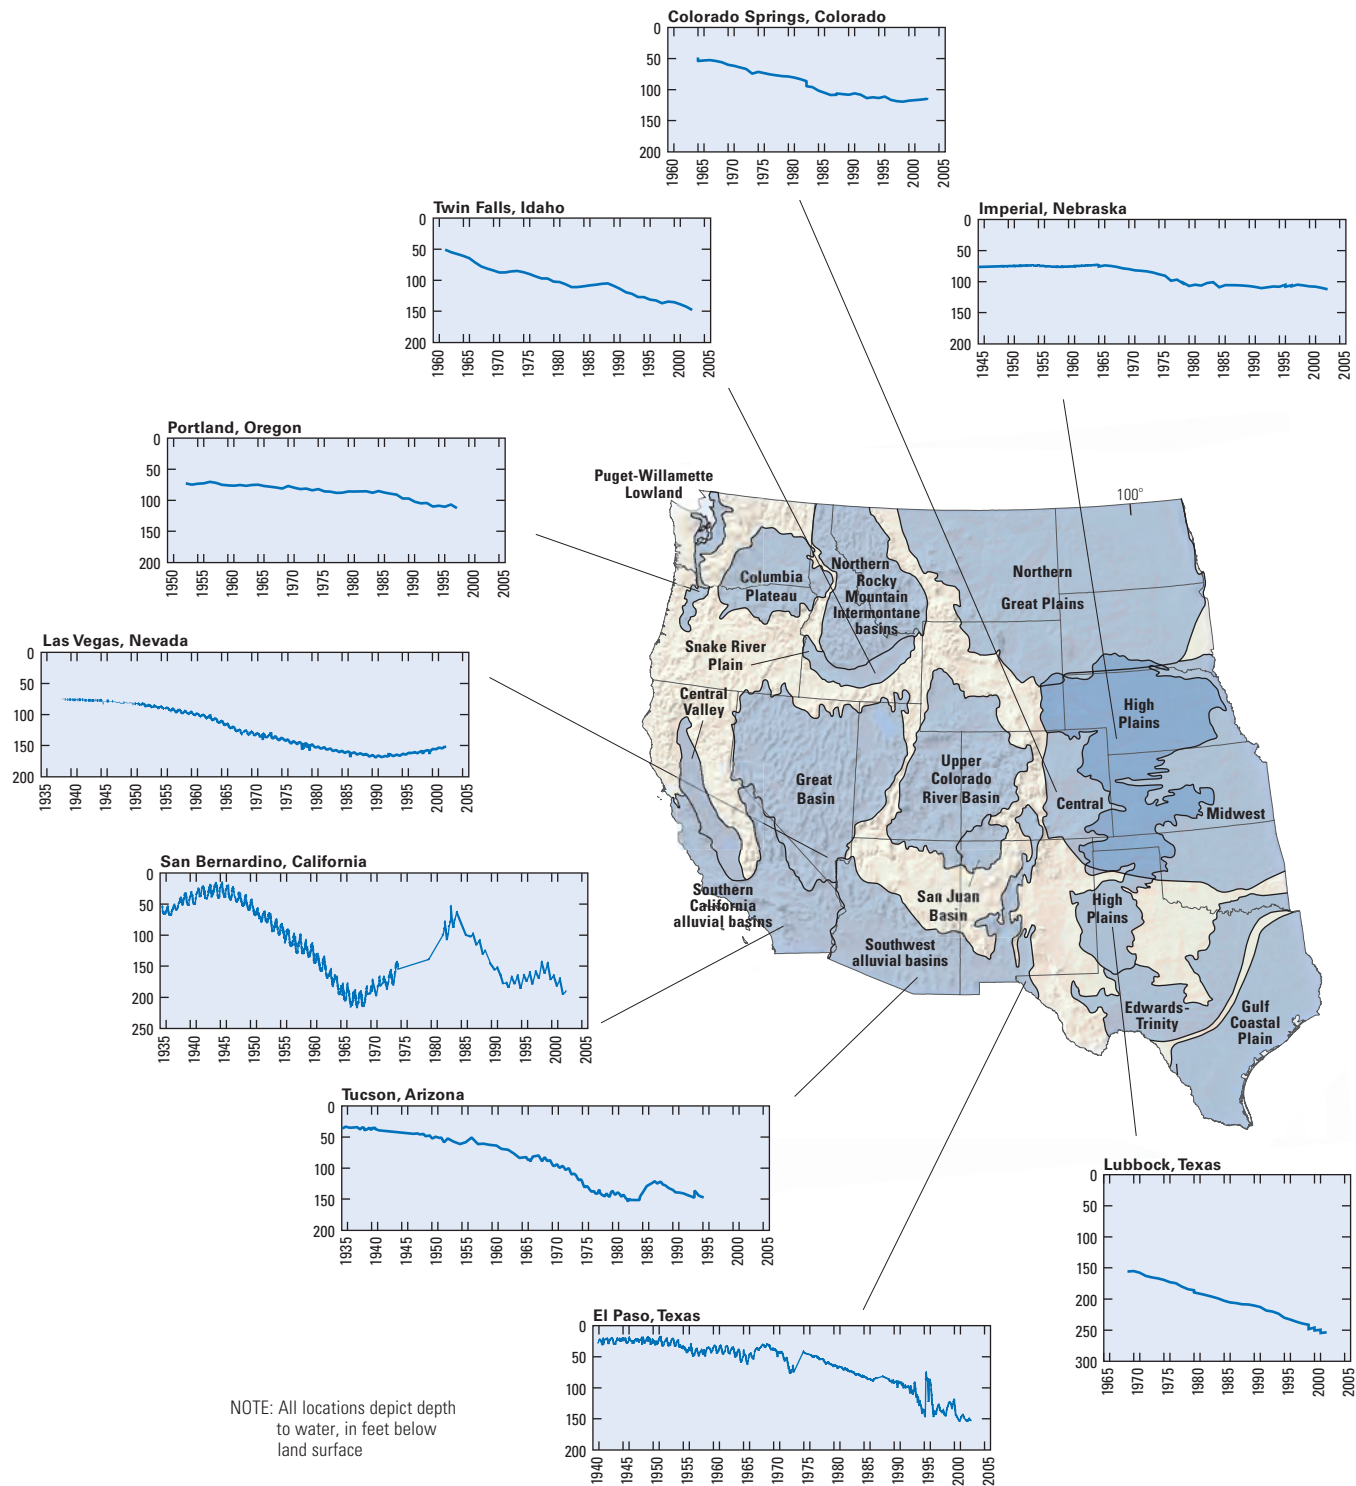 Colorado Springs, Colorado
0
50
100
150
200
1960 1965 1970 1975 1980 1985 1990 1995 2000 2005
Twin Falls, Idaho
0
50
100
150
200
1960 1965 1970 1975 1980 1985 1990 1995 2000 2005
Imperial, Nebraska
0
50
100
150
200
1945 1950 1955 1960 1965 1970 1975 1980 1985 1990 1995 2000 2005
Portland, Oregon
0
50
100
150
200
1950 1955 1960 1965 1970 1975 1980 1985 1990 1995 2000 2005
Las Vegas, Nevada
0
50
100
150
200
1935 1940 1945 1950 1955 1960 1965 1970 1975 1980 1985 1990 1995 2000 2005
San Bernardino, California
0
50
100
150
200
250
1935 1940 1945 1950 1955 1960 1965 1970 1975 1980 1985 1990 1995 2000 2005
Tucson, Arizona
0
50
100
150
200
1935 1940 1945 1950 1955 1960 1965 1970 1975 1980 1985 1990 1995 2000 2005
El Paso, Texas
0
50
100
150
200
1940 1945 1950 1955 1960 1965 1970 1975 1980 1985 1990 1995 2000 2005
Lubbock, Texas
0
50
100
150
200
250
300
1965 1970 1975 1980 1985 1990 1995 2000 2005
Puget-Willamette
Lowland
100°
Columbia
Plateau
Northern
Rocky
Mountain
Intermontane
basins
Northern
Great Plains
Snake River
Plain
Central
Valley
High
Plains
Great
Basin
Upper
Colorado
River Basin
Central
Midwest
Southern
California
alluvial basins
San Juan
Basin
High
Plains
Southwest
alluvial basins
Edwards-
Trinity
Gulf
Coastal
Plain
NOTE: All locations depict depth
to water, in feet below
land surface